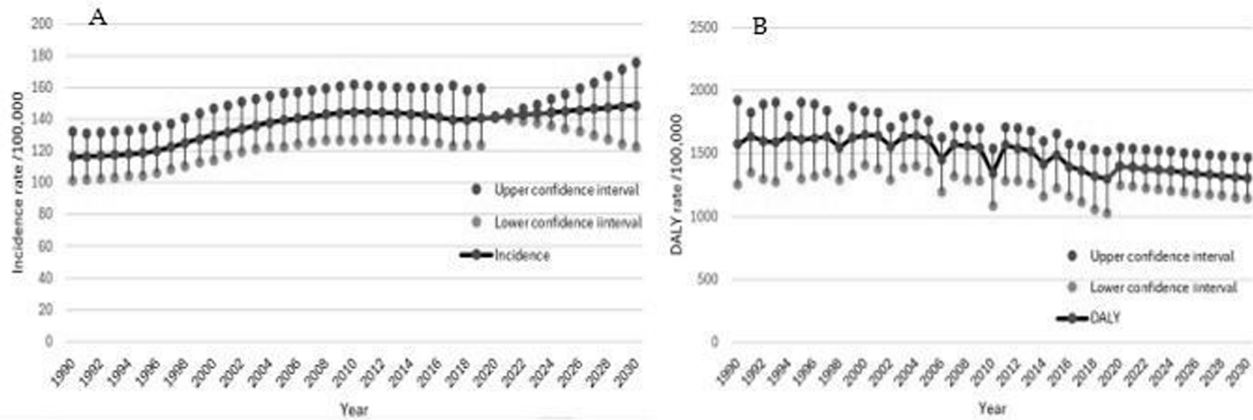 A
Incidence rate /100,000
200
180
160
140
120
100
80
60
40
20
0
Upper confidence interval
Lower confidence iinterval
Incidence
1990 1992 1994 1996 1998 2000 2002 2004 2006 2008 2010 2012 2014 2016 2018 2020 2022 2024 2026 2028 2030
Year
B
DALY rate /100,000
2500
2000
1500
1000
500
0
Upper confidence interval
Lower confidence iinterval
DALY
1990 1992 1994 1996 1998 2000 2002 2004 2006 2008 2010 2012 2014 2016 2018 2020 2022 2024 2026 2028 2030
Year